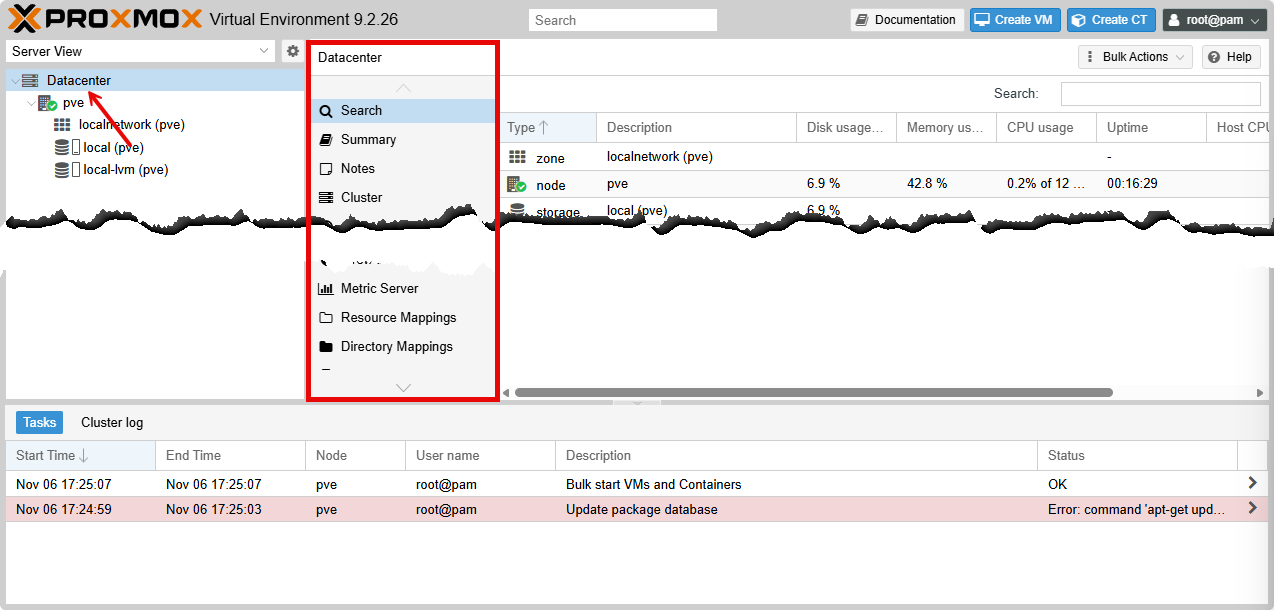 PROXMOX Virtual Environment 9.2.26 Search Documentation Create VM Create CT root@pam
Server View
Datacenter
pve
localnetwork (pve)
local (pve)
local-lvm (pve)
Datacenter
Search
Summary
Notes
Cluster
Metric Server
Resource Mappings
Directory Mappings
Bulk Actions Help
Search:
Type Description Disk usage... Memory us... CPU usage Uptime Host CPU
zone localnetwork (pve) -
node pve 6.9 % 42.8 % 0.2% of 12 ... 00:16:29
storage local (pve) 6.9 %
Tasks Cluster log
Start Time End Time Node User name Description Status
Nov 06 17:25:07 Nov 06 17:25:07 pve root@pam Bulk start VMs and Containers OK
Nov 06 17:24:59 Nov 06 17:25:03 pve root@pam Update package database Error: command 'apt-get upd...